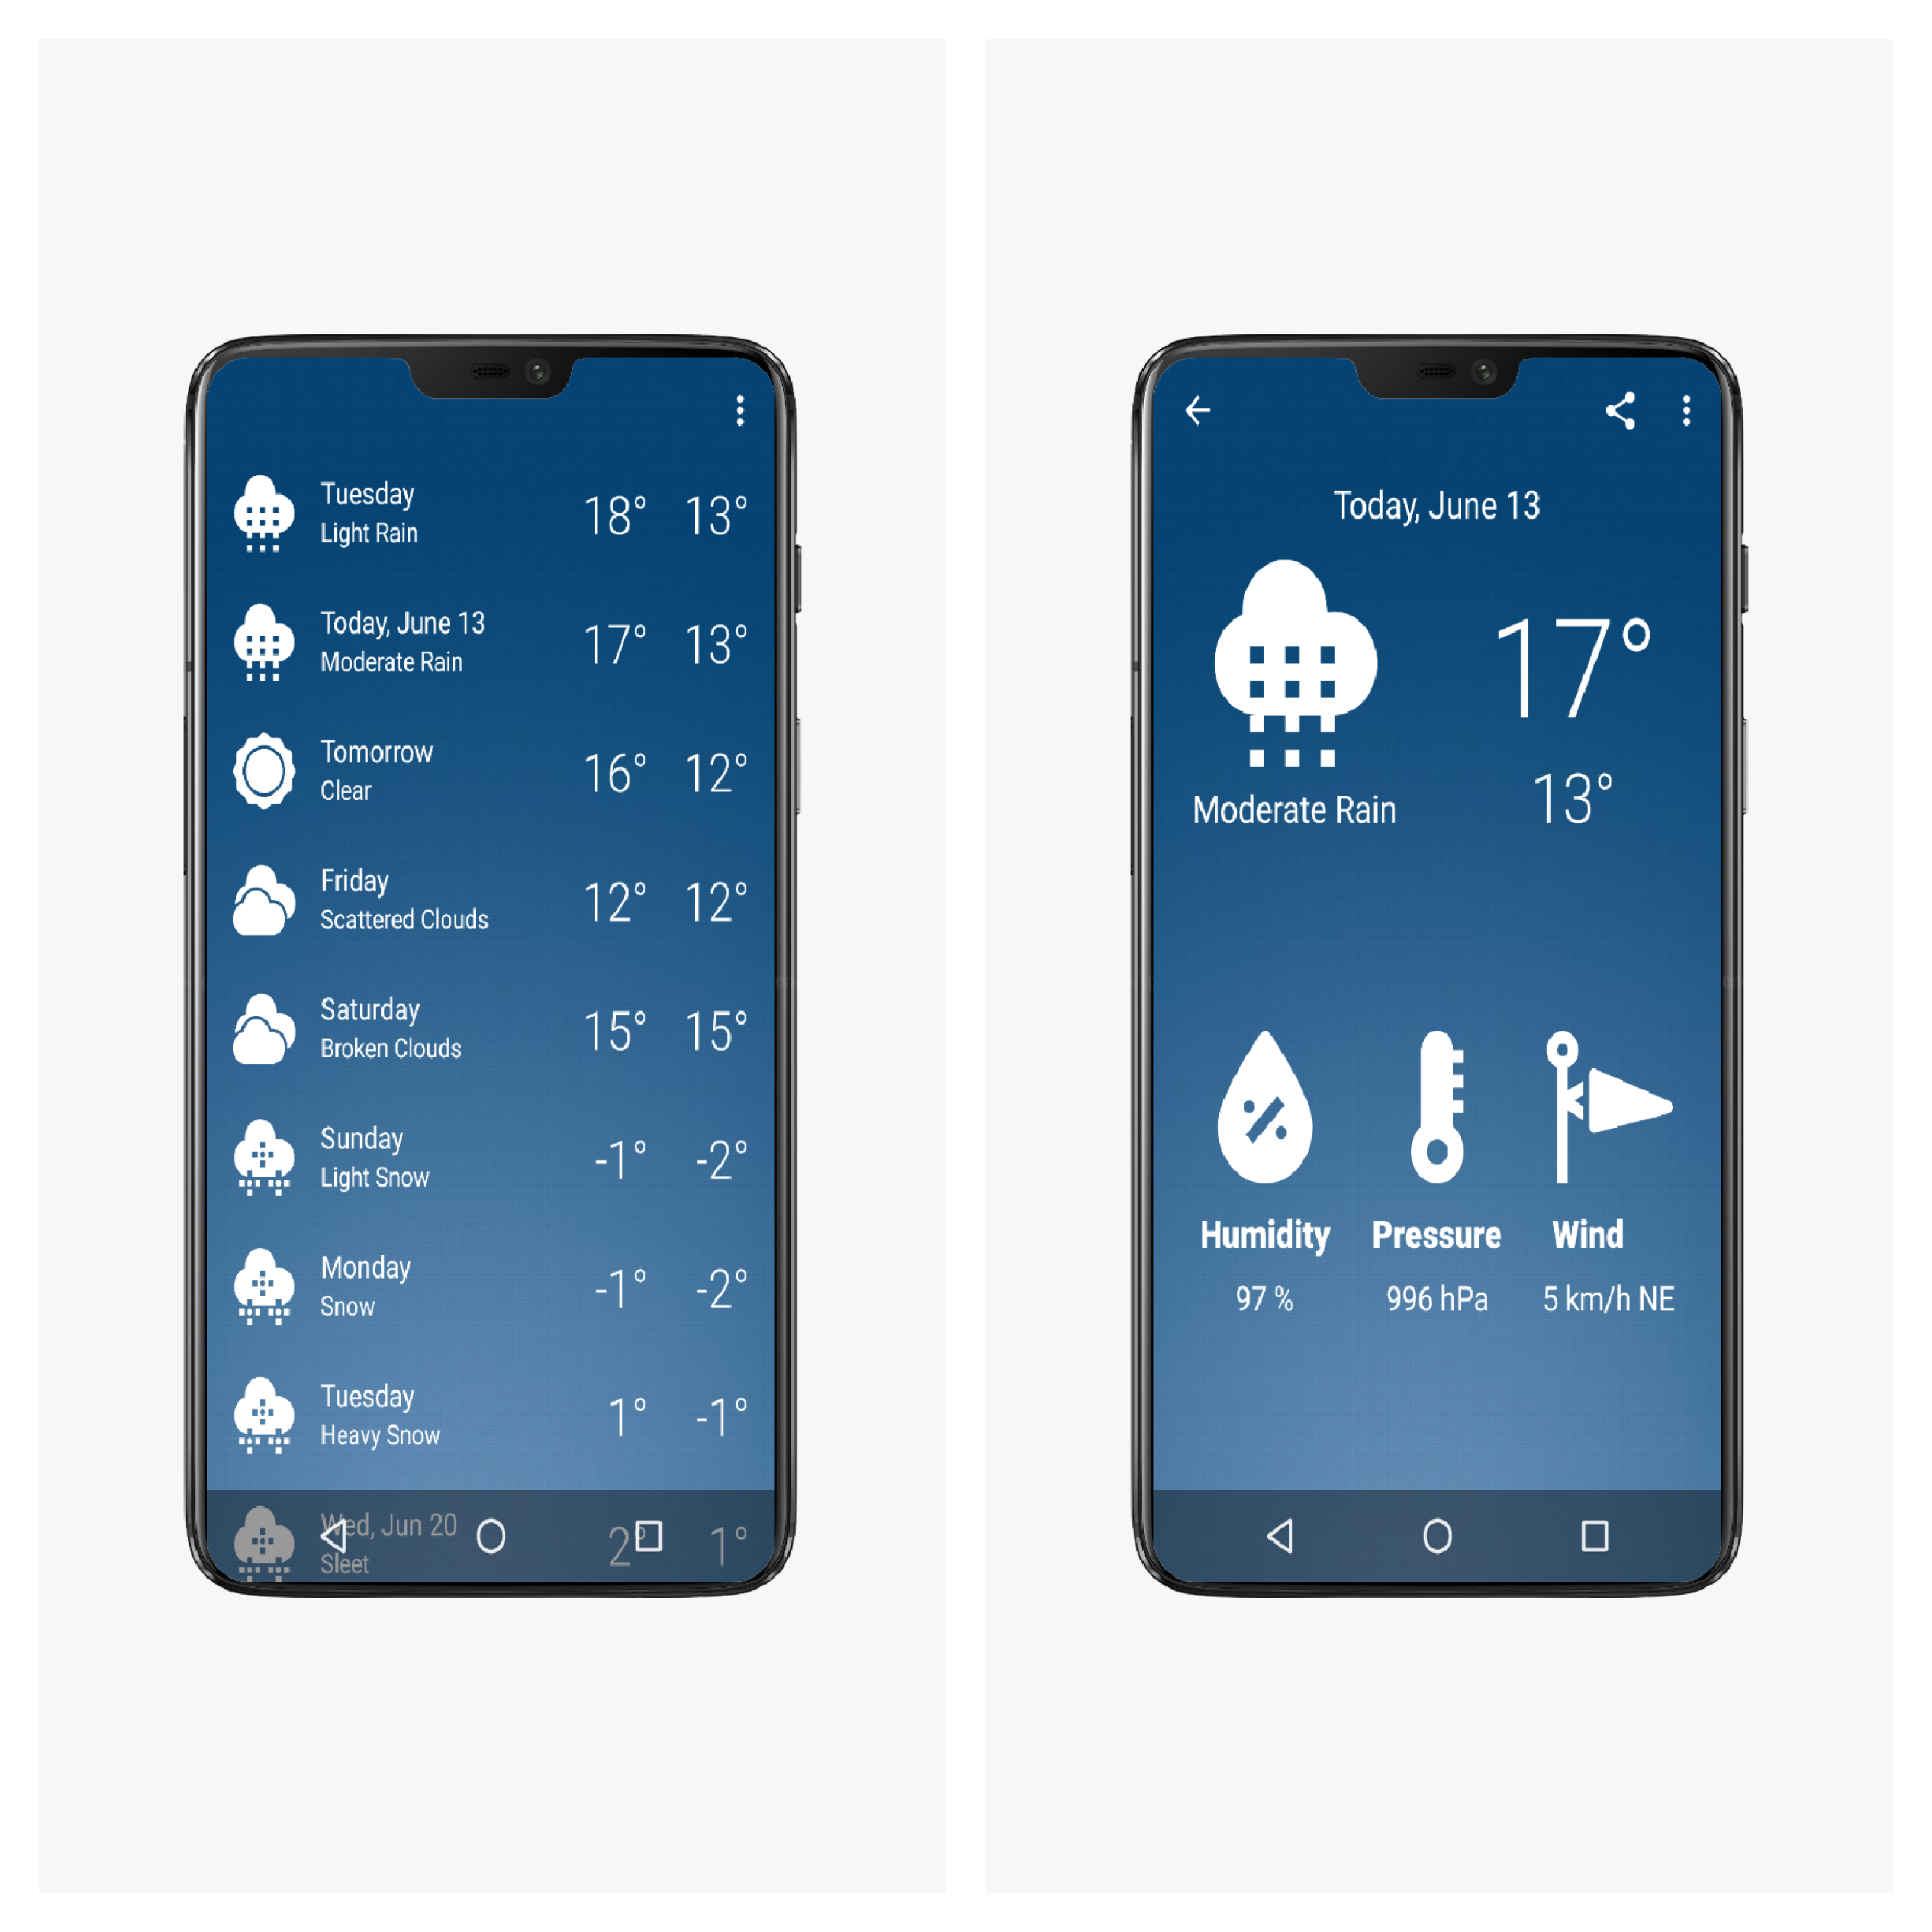 Tuesday
Light Rain
18° 13°
Today, June 13
Moderate Rain
17° 13°
Tomorrow
Clear
16° 12°
Friday
Scattered Clouds
12° 12°
Saturday
Broken Clouds
15° 15°
Sunday
Light Snow
-1° -2°
Monday
Snow
-1° -2°
Tuesday
Heavy Snow
1° -1°
Wed, Jun 20
Sleet
2° 1°
Today, June 13
17°
13°
Moderate Rain
Humidity Pressure Wind
97 % 996 hPa 5 km/h NE